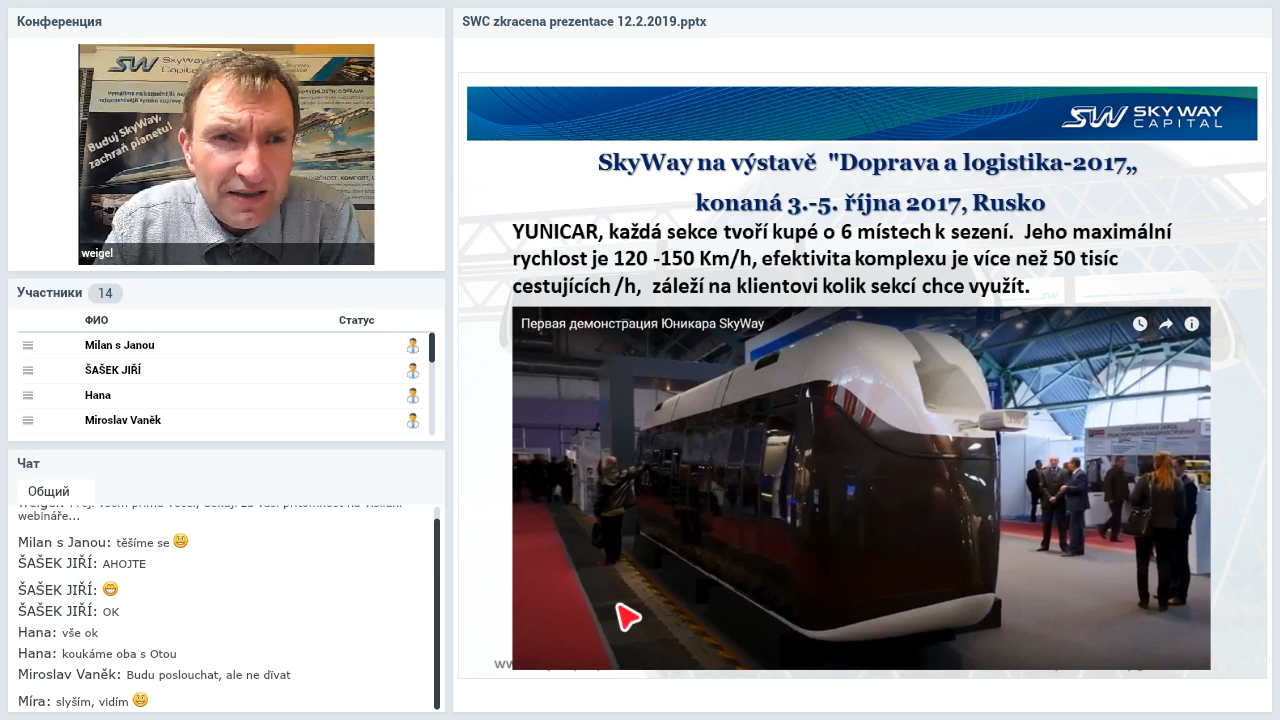 Конференция
SW SkyWay
Capital
Buduj SkyWay,
zachraň planetu!
weigel
Участники 14
ФИО Статус
Milan s Janou
ŠAŠEK JIŘÍ
Hana
Miroslav Vaněk
Чат
Общий
webináře...
Milan s Janou: těšíme se
ŠAŠEK JIŘÍ: AHOJTE
ŠAŠEK JIŘÍ:
ŠAŠEK JIŘÍ: OK
Hana: vše ok
Hana: koukáme oba s Otou
Miroslav Vaněk: Budu poslouchat, ale ne dívat
Míra: slyším, vidím
SWC zkracena prezentace 12.2.2019.pptx
SW SKY WAY
CAPITAL
SkyWay na výstavě "Doprava a logistika-2017„
konaná 3.-5. října 2017, Rusko
YUNICAR, každá sekce tvoří kupé o 6 místech k sezení. Jeho maximální
rychlost je 120 -150 Km/h, efektivita komplexu je více než 50 tisíc
cestujících /h, záleží na klientovi kolik sekcí chce využít.
Первая демонстрация Юникара SkyWay